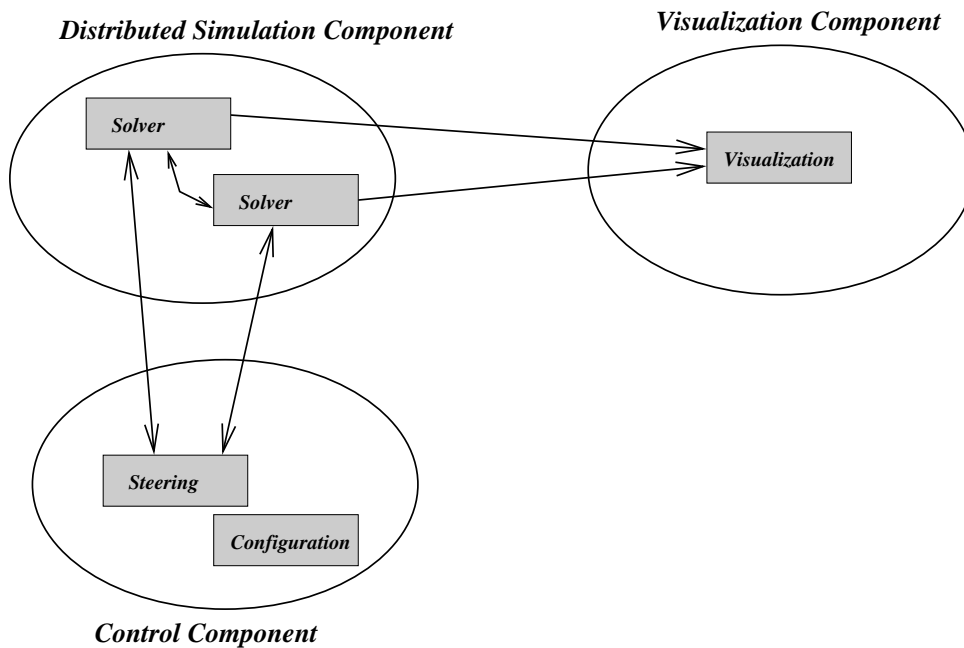 Distributed Simulation Component
Visualization Component
Solver
Visualization
Solver
Steering
Configuration
Control Component